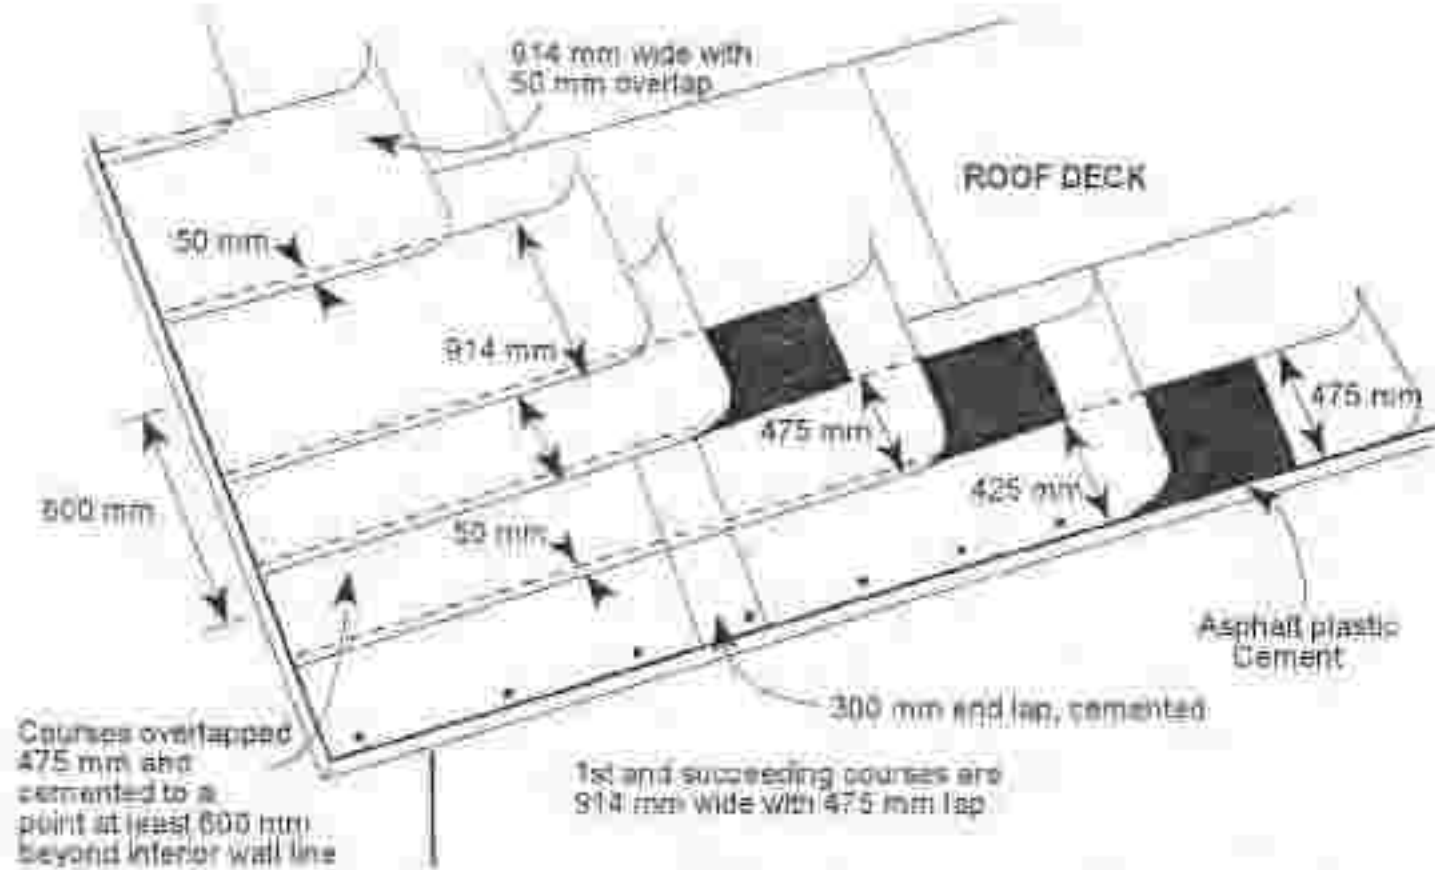 914 mm wide with
50 mm overlap
ROOF DECK
50 mm
914 mm
475 mm
475 mm
425 mm
600 mm
50 mm
Asphalt plastic
Cement
300 mm end lap, cemented
Courses overlapped
475 mm and
cemented to a
point at least 600 mm
beyond interior wall line
1st and succeeding courses are
914 mm wide with 475 mm lap